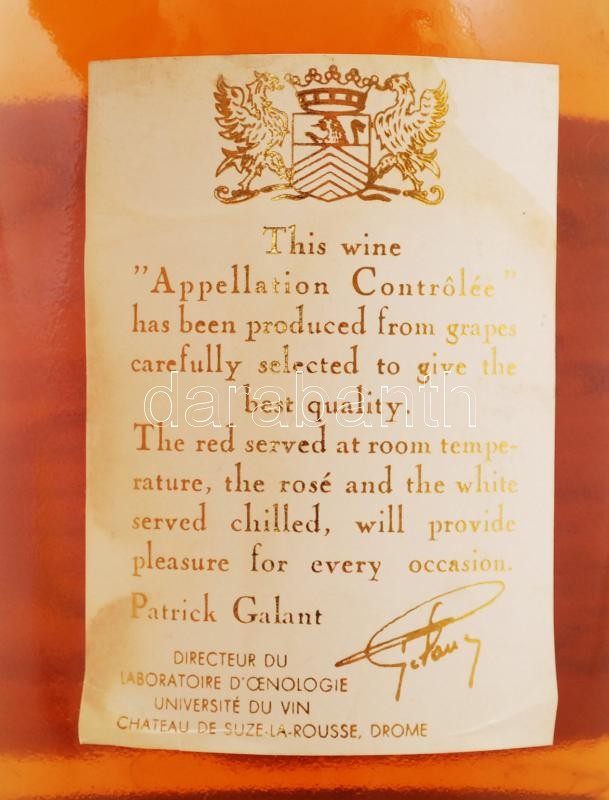 This wine
"Appellation Contrôlée"
has been produced from grapes
carefully selected to give the
best quality.
darabanth
The red served at room tempe-
rature, the rosé and the white
served chilled, will provide
pleasure for every occasion.
Patrick Galant
DIRECTEUR DU
LABORATOIRE D'ŒNOLOGIE
UNIVERSITÉ DU VIN
CHATEAU DE SUZE-LA-ROUSSE, DROME